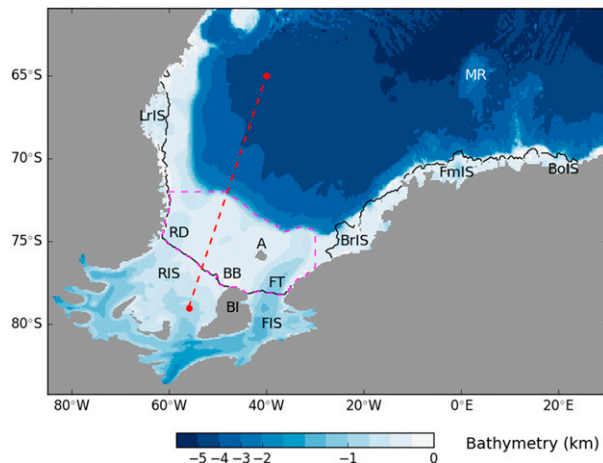 65°S
MR
LrIS
70°S
FmIS
BoIS
RD
A
BrIS
75°S
RIS
BB
FT
BI
80°S
FIS
80°W
60°W
40°W
20°W
0°E
20°E
−5 −4 −3 −2 −1 0
Bathymetry (km)